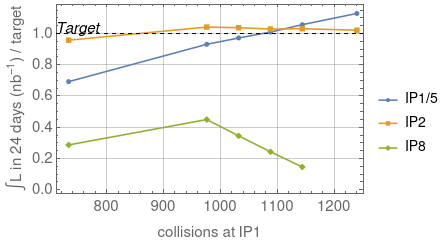 Target
1.0
0.8
0.6
0.4
0.2
0.0
∫L in 24 days (nb⁻¹) / target
800 900 1000 1100 1200
collisions at IP1
IP1/5
IP2
IP8